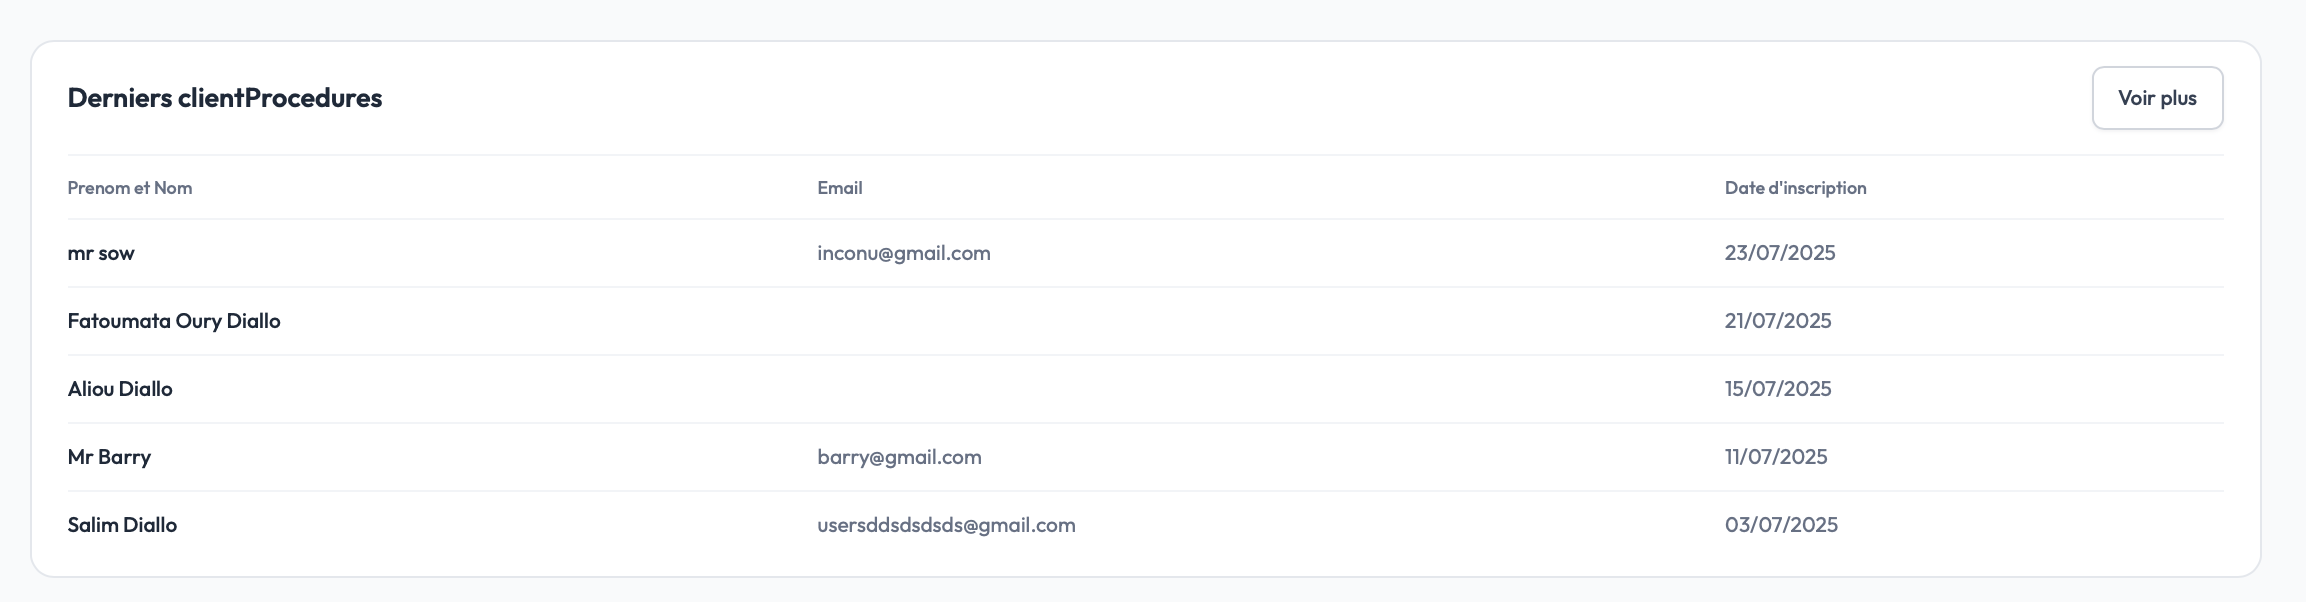 Derniers clientProcedures
Voir plus
Prenom et Nom Email Date d'inscription
mr sow inconu@gmail.com 23/07/2025
Fatoumata Oury Diallo 21/07/2025
Aliou Diallo 15/07/2025
Mr Barry barry@gmail.com 11/07/2025
Salim Diallo usersddsdsdsds@gmail.com 03/07/2025